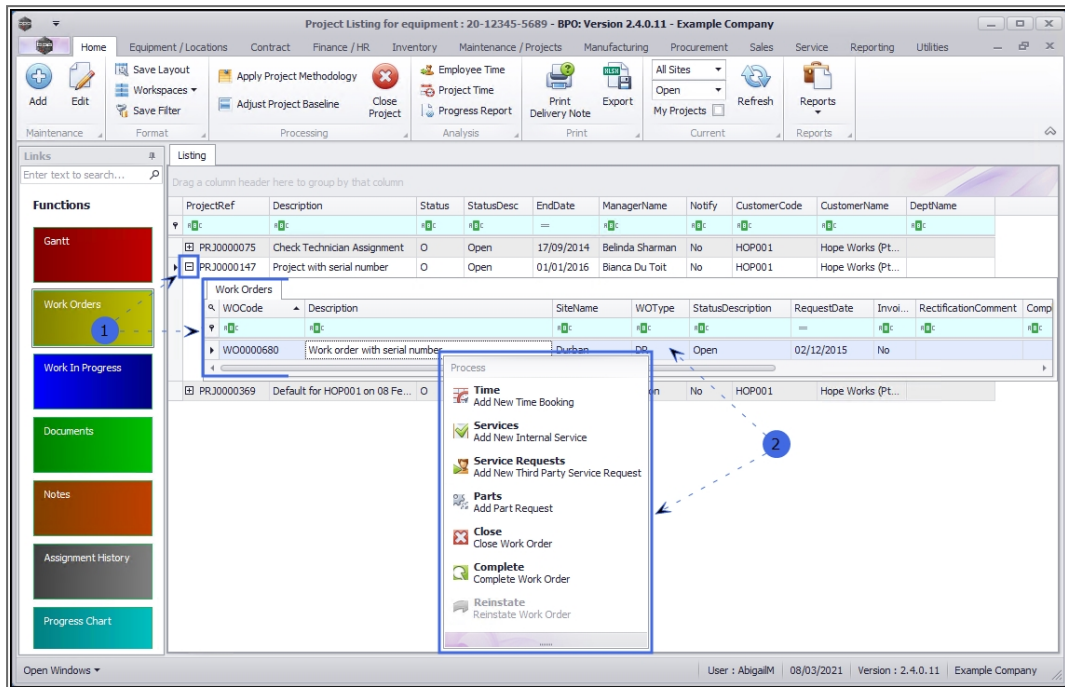 Project Listing for equipment : 20-12345-5689 - BPO: Version 2.4.0.11 - Example Company
Home Equipment / Locations Contract Finance / HR Inventory Maintenance / Projects Manufacturing Procurement Sales Service Reporting Utilities
Add
Edit
Maintenance
Save Layout
Workspaces
Save Filter
Format
Apply Project Methodology
Adjust Project Baseline
Close Project
Processing
Employee Time
Project Time
Progress Report
Analysis
Print Delivery Note
Export
Print
All Sites
Open
My Projects
Refresh
Current
Reports
Reports
Links
Enter text to search...
Functions
Gantt
Work Orders
Work In Progress
Documents
Notes
Assignment History
Progress Chart
Listing
Drag a column header here to group by that column
ProjectRef Description Status StatusDesc EndDate ManagerName Notify CustomerCode CustomerName DeptName
PRJ0000075 Check Technician Assignment O Open 17/09/2014 Belinda Sharman No HOP001 Hope Works (Pt...
PRJ0000147 Project with serial number O Open 01/01/2016 Bianca Du Toit No HOP001 Hope Works (Pt...
Work Orders
WOCode Description SiteName WOType StatusDescription RequestDate Invoi... RectificationComment Comp
WO0000680 Work order with serial number Durban DR Open 02/12/2015 No
PRJ0000369 Default for HOP001 on 08 Fe... O on No HOP001 Hope Works (Pt...
1
2
Process
Time
Add New Time Booking
Services
Add New Internal Service
Service Requests
Add New Third Party Service Request
Parts
Add Part Request
Close
Close Work Order
Complete
Complete Work Order
Reinstate
Reinstate Work Order
Open Windows
User : AbigailM 08/03/2021 Version : 2.4.0.11 Example Company